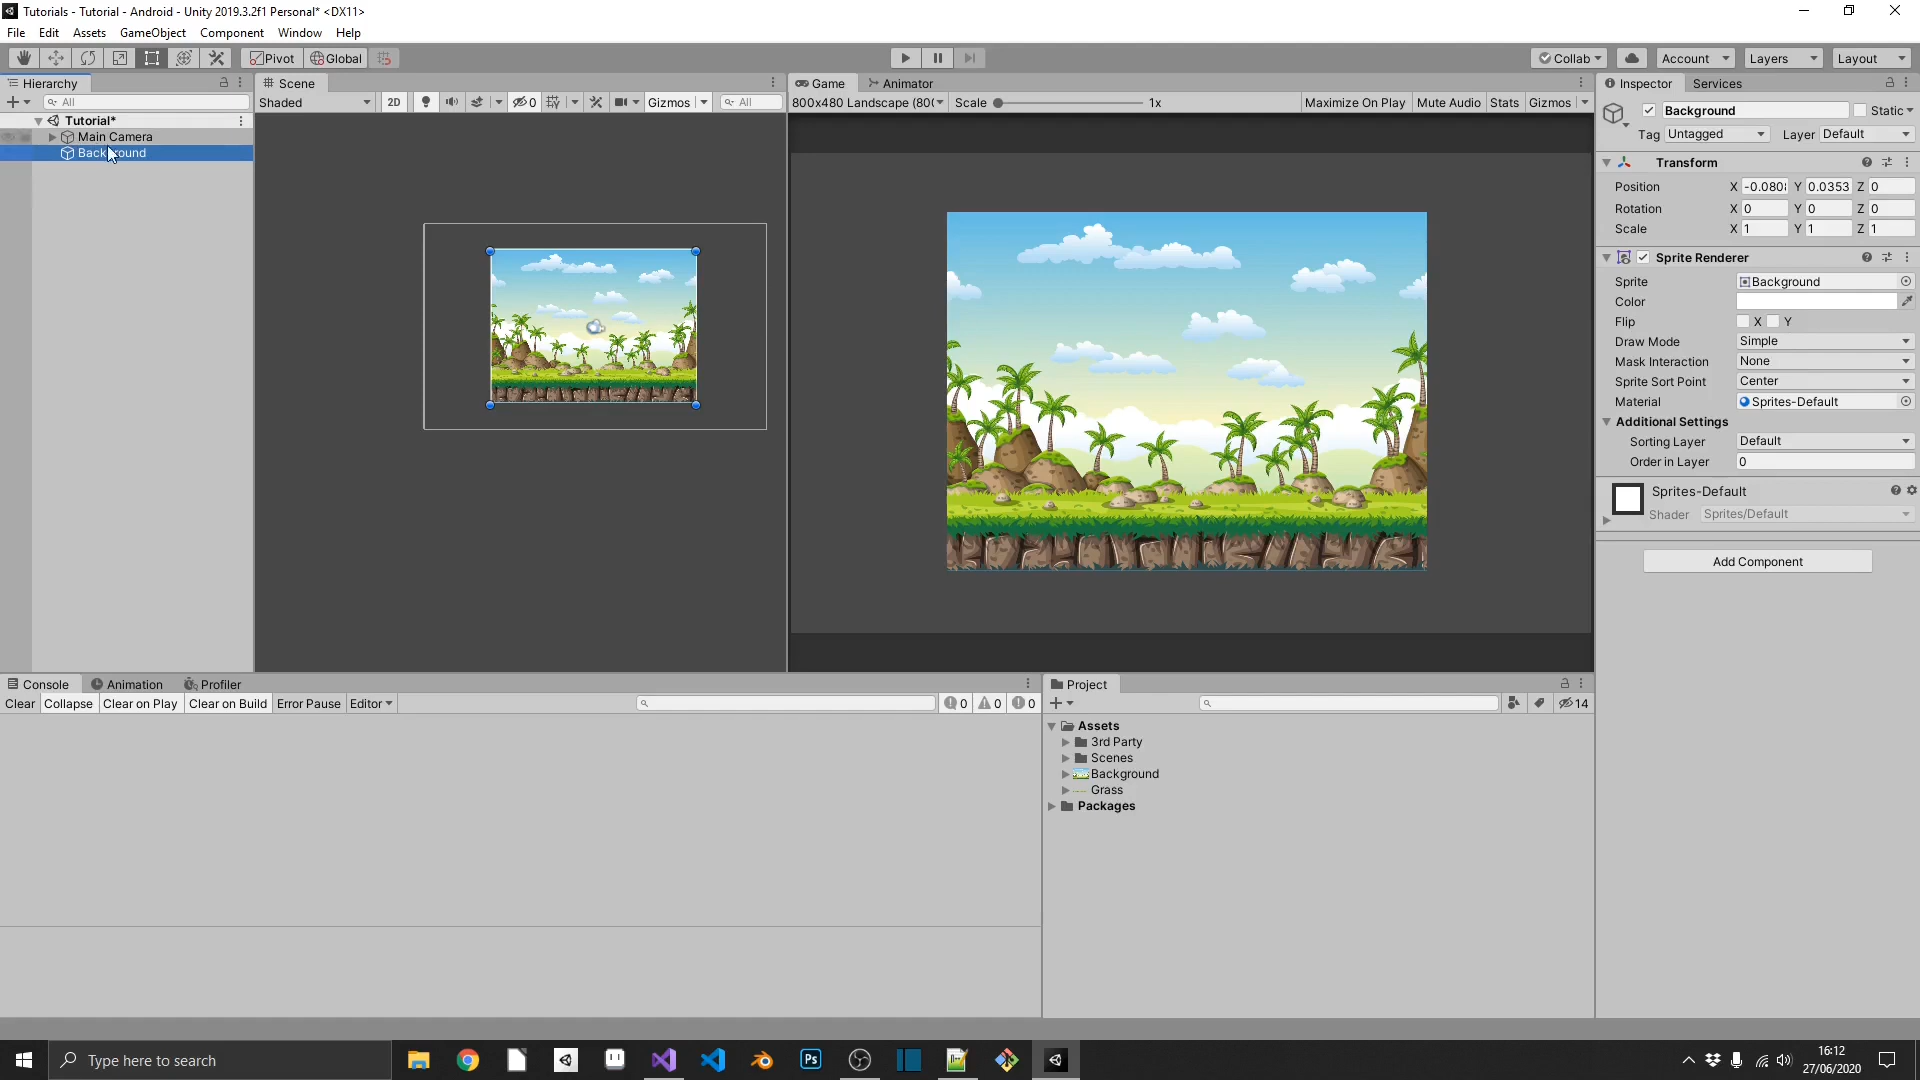 Tutorials - Tutorial - Android - Unity 2019.3.2f1 Personal* <DX11>
File Edit Assets GameObject Component Window Help
Pivot Global Collab Account Layers Layout
Hierarchy
All
Tutorial*
Main Camera
Background
Scene
Shaded 2D 0 Gizmos All
Game Animator
800x480 Landscape (80( Scale 1x Maximize On Play Mute Audio Stats Gizmos
Inspector Services
Background Static
Tag Untagged Layer Default
Transform
Position X -0.080 Y 0.0353 Z 0
Rotation X 0 Y 0 Z 0
Scale X 1 Y 1 Z 1
Sprite Renderer
Sprite Background
Color
Flip X Y
Draw Mode Simple
Mask Interaction None
Sprite Sort Point Center
Material Sprites-Default
Additional Settings
Sorting Layer Default
Order in Layer 0
Sprites-Default
Shader Sprites/Default
Add Component
Console Animation Profiler
Clear Collapse Clear on Play Clear on Build Error Pause Editor 0 0 0
Project
14
Assets
3rd Party
Scenes
Background
Grass
Packages
Type here to search
Ps
16:12
27/06/2020